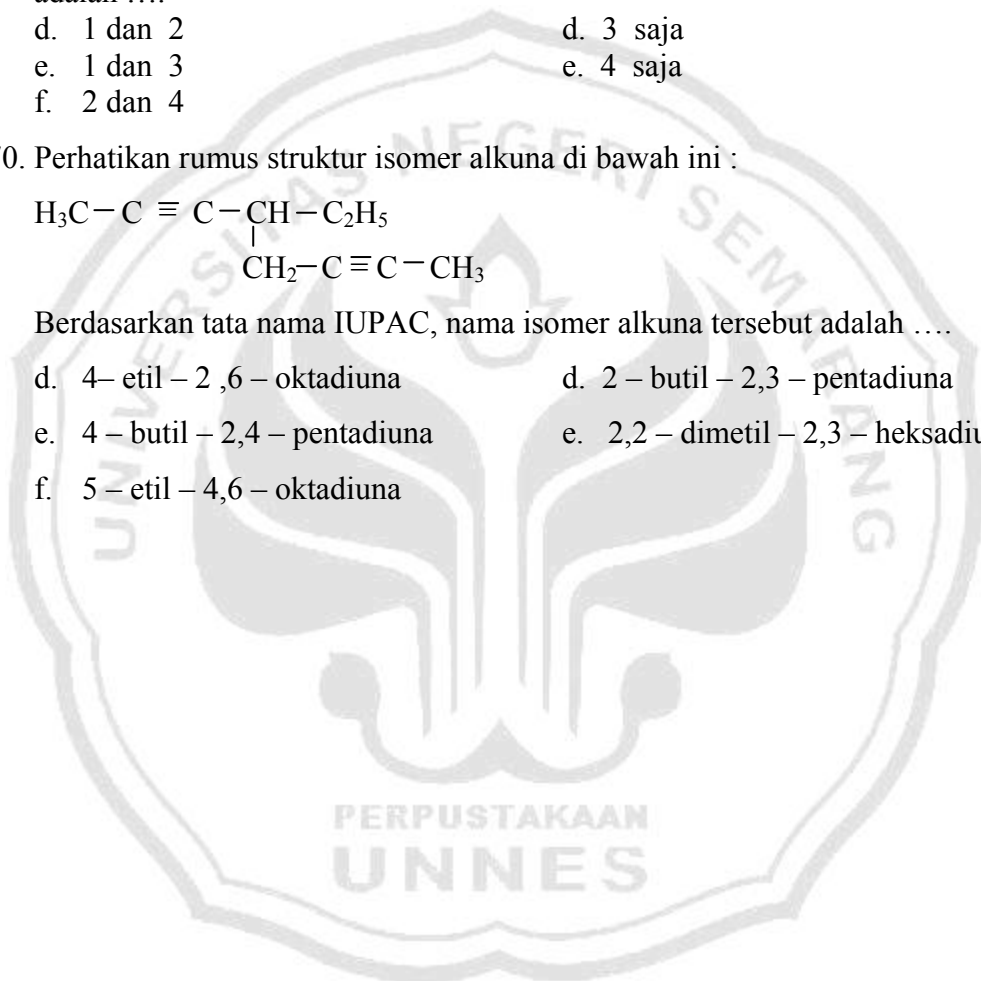 d. 1 dan 2 d. 3 saja
e. 1 dan 3 e. 4 saja
f. 2 dan 4
0. Perhatikan rumus struktur isomer alkuna di bawah ini :
H₃C − C ≡ C − CH − C₂H₅
|
CH₂ − C ≡ C − CH₃
Berdasarkan tata nama IUPAC, nama isomer alkuna tersebut adalah ….
d. 4– etil – 2 ,6 – oktadiuna d. 2 – butil – 2,3 – pentadiuna
e. 4 – butil – 2,4 – pentadiuna e. 2,2 – dimetil – 2,3 – heksadiu
f. 5 – etil – 4,6 – oktadiuna
UNIVERSITAS NEGERI SEMARANG
PERPUSTAKAAN
UNNES